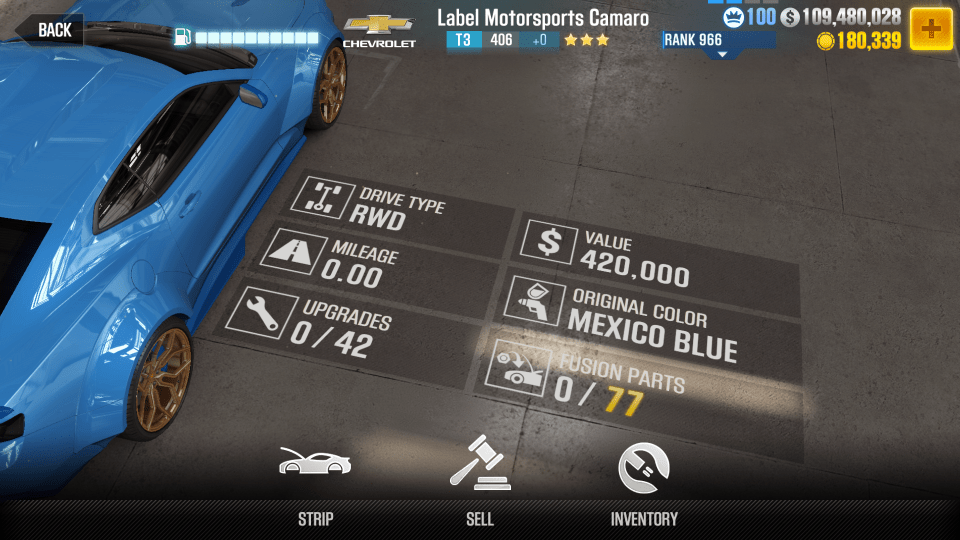 BACK
CHEVROLET
Label Motorsports Camaro
T3 406 +0
RANK 966
100 $ 109,480,028
180,339
DRIVE TYPE
RWD
MILEAGE
0.00
UPGRADES
0 / 42
$ VALUE
420,000
ORIGINAL COLOR
MEXICO BLUE
FUSION PARTS
0 / 77
STRIP
SELL
INVENTORY